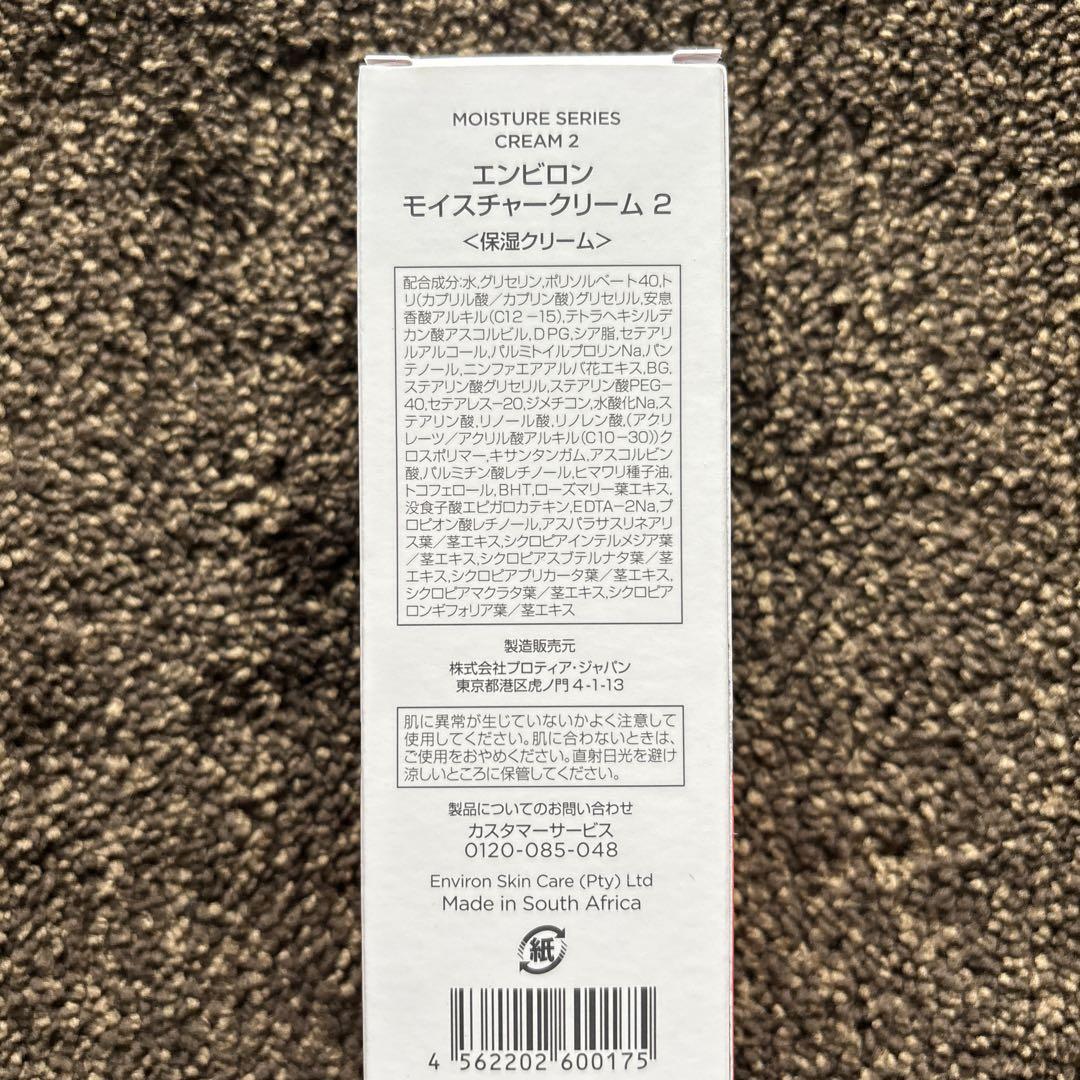 MOISTURE SERIES
CREAM 2
エンビロン
モイスチャークリーム 2
＜保湿クリーム＞
配合成分:水,グリセリン,ポリソルベート40,ト
リ(カプリル酸／カプリン酸)グリセリル,安息
香酸アルキル(C12－15),テトラヘキシルデ
カン酸アスコルビル,DPG,シア脂,セテアリ
ルアルコール,パルミトイルプロリンNa,パン
テノール,ニンファエアアルバ花エキス,BG,
ステアリン酸グリセリル,ステアリン酸PEG－
40,セテアレス－20,ジメチコン,水酸化Na,ス
テアリン酸,リノール酸,リノレン酸,(アクリ
レーツ／アクリル酸アルキル(C10－30))ク
ロスポリマー,キサンタンガム,アスコルビン
酸,パルミチン酸レチノール,ヒマワリ種子油,
トコフェロール,BHT,ローズマリー葉エキス,
没食子酸エピガロカテキン,EDTA－2Na,プ
ロピオン酸レチノール,アスパラサスリネアリ
ス葉／茎エキス,シクロピアインテルメジア葉
／茎エキス,シクロピアスブテルナタ葉／茎
エキス,シクロピアプリカータ葉／茎エキス,
シクロピアマクラタ葉／茎エキス,シクロピア
ロンギフォリア葉／茎エキス
製造販売元
株式会社プロティア・ジャパン
東京都港区虎ノ門4-1-13
肌に異常が生じていないかよく注意して
使用してください。肌に合わないときは、
ご使用をおやめください。直射日光を避け
涼しいところに保管してください。
製品についてのお問い合わせ
カスタマーサービス
0120-085-048
Environ Skin Care (Pty) Ltd
Made in South Africa
紙
4 562202 600175